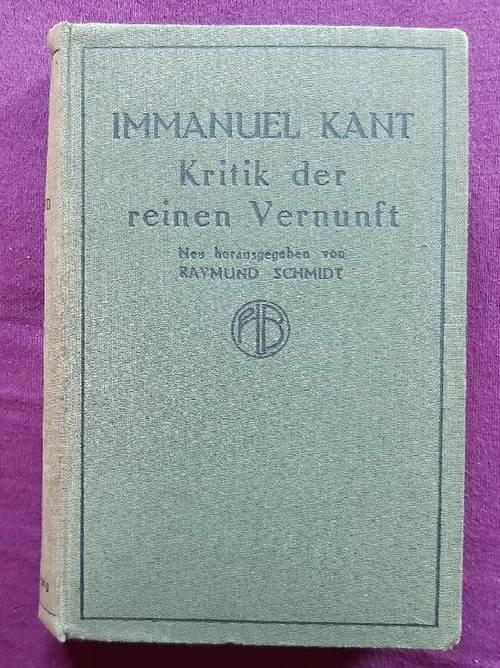 IMMANUEL KANT
Kritik der
reinen Vernunft
Neu herausgegeben von
RAYMUND SCHMIDT
PhB